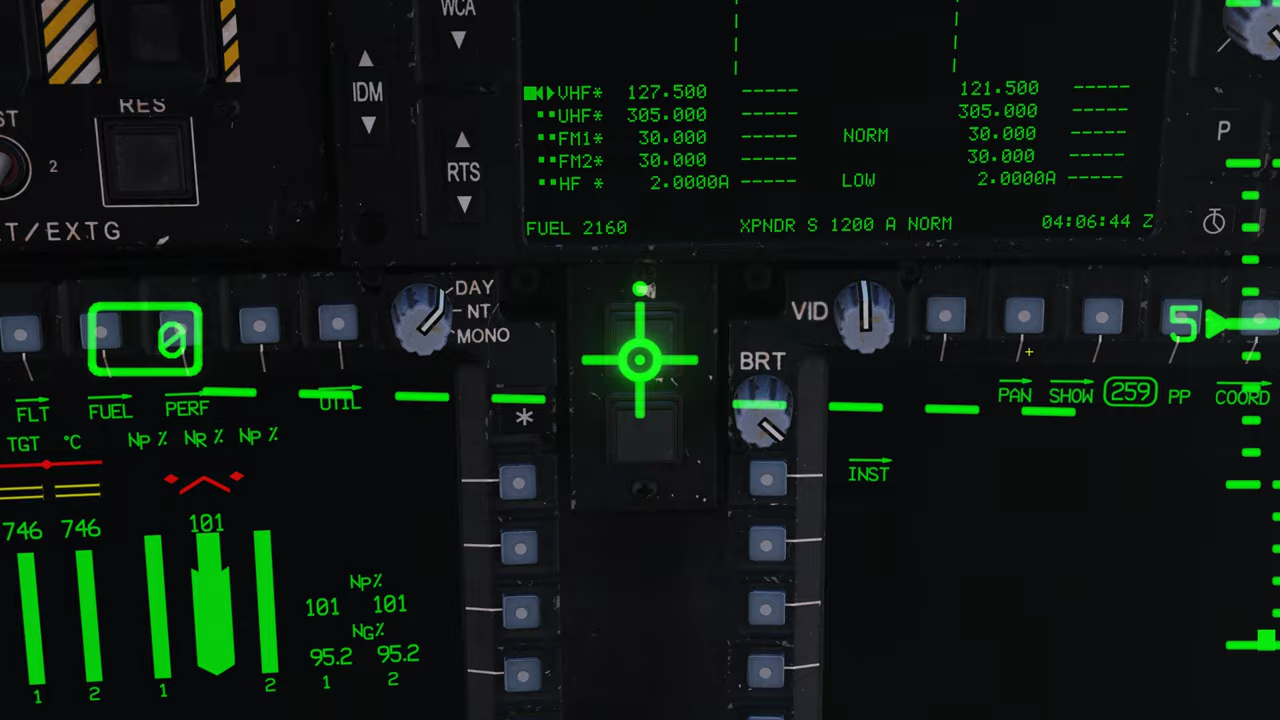 WCA
IDM
RTS
ST
2
RES
T/EXTG
VHF* 127.500 ----- 121.500 -----
UHF* 305.000 ----- 305.000 -----
FM1* 30.000 ----- NORM 30.000 -----
FM2* 30.000 ----- 30.000 -----
HF * 2.0000A ----- LOW 2.0000A -----
FUEL 2160 XPNDR S 1200 A NORM 04:06:44 Z
P
DAY
NT
MONO
VID
BRT
0
5
FLT FUEL PERF UTIL
*
PAN SHOW 259 PP COORD
INST
TGT °C NP % NR % NP %
746 746 101
NP%
101 101
NG%
95.2 95.2
1 2 1 2 1 2